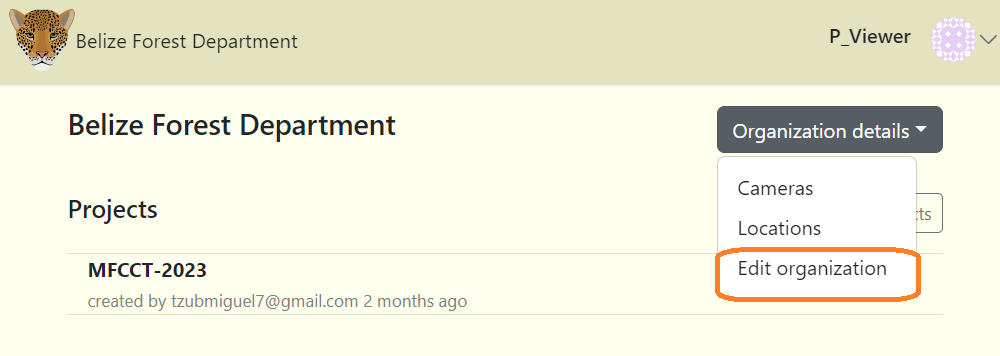 Belize Forest Department
P_Viewer
Belize Forest Department
Organization details
Cameras
Projects
cts
Locations
MFCCT-2023
Edit organization
created by tzubmiguel7@gmail.com 2 months ago